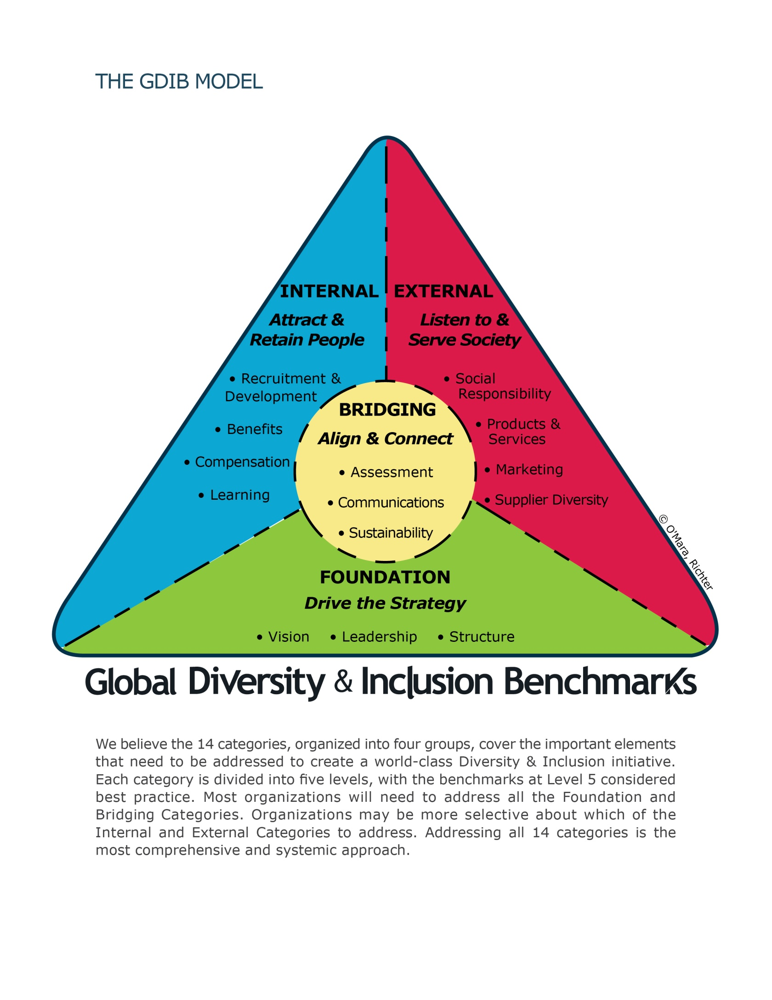 THE GDIB MODEL
INTERNAL
Attract &
Retain People
• Recruitment &
Development
• Benefits
• Compensation
• Learning
EXTERNAL
Listen to &
Serve Society
• Social
Responsibility
• Products &
Services
• Marketing
• Supplier Diversity
BRIDGING
Align & Connect
• Assessment
• Communications
• Sustainability
FOUNDATION
Drive the Strategy
• Vision • Leadership • Structure
© O'Mara, Richter
Global Diversity & Inclusion Benchmarks
We believe the 14 categories, organized into four groups, cover the important elements
that need to be addressed to create a world-class Diversity & Inclusion initiative.
Each category is divided into five levels, with the benchmarks at Level 5 considered
best practice. Most organizations will need to address all the Foundation and
Bridging Categories. Organizations may be more selective about which of the
Internal and External Categories to address. Addressing all 14 categories is the
most comprehensive and systemic approach.